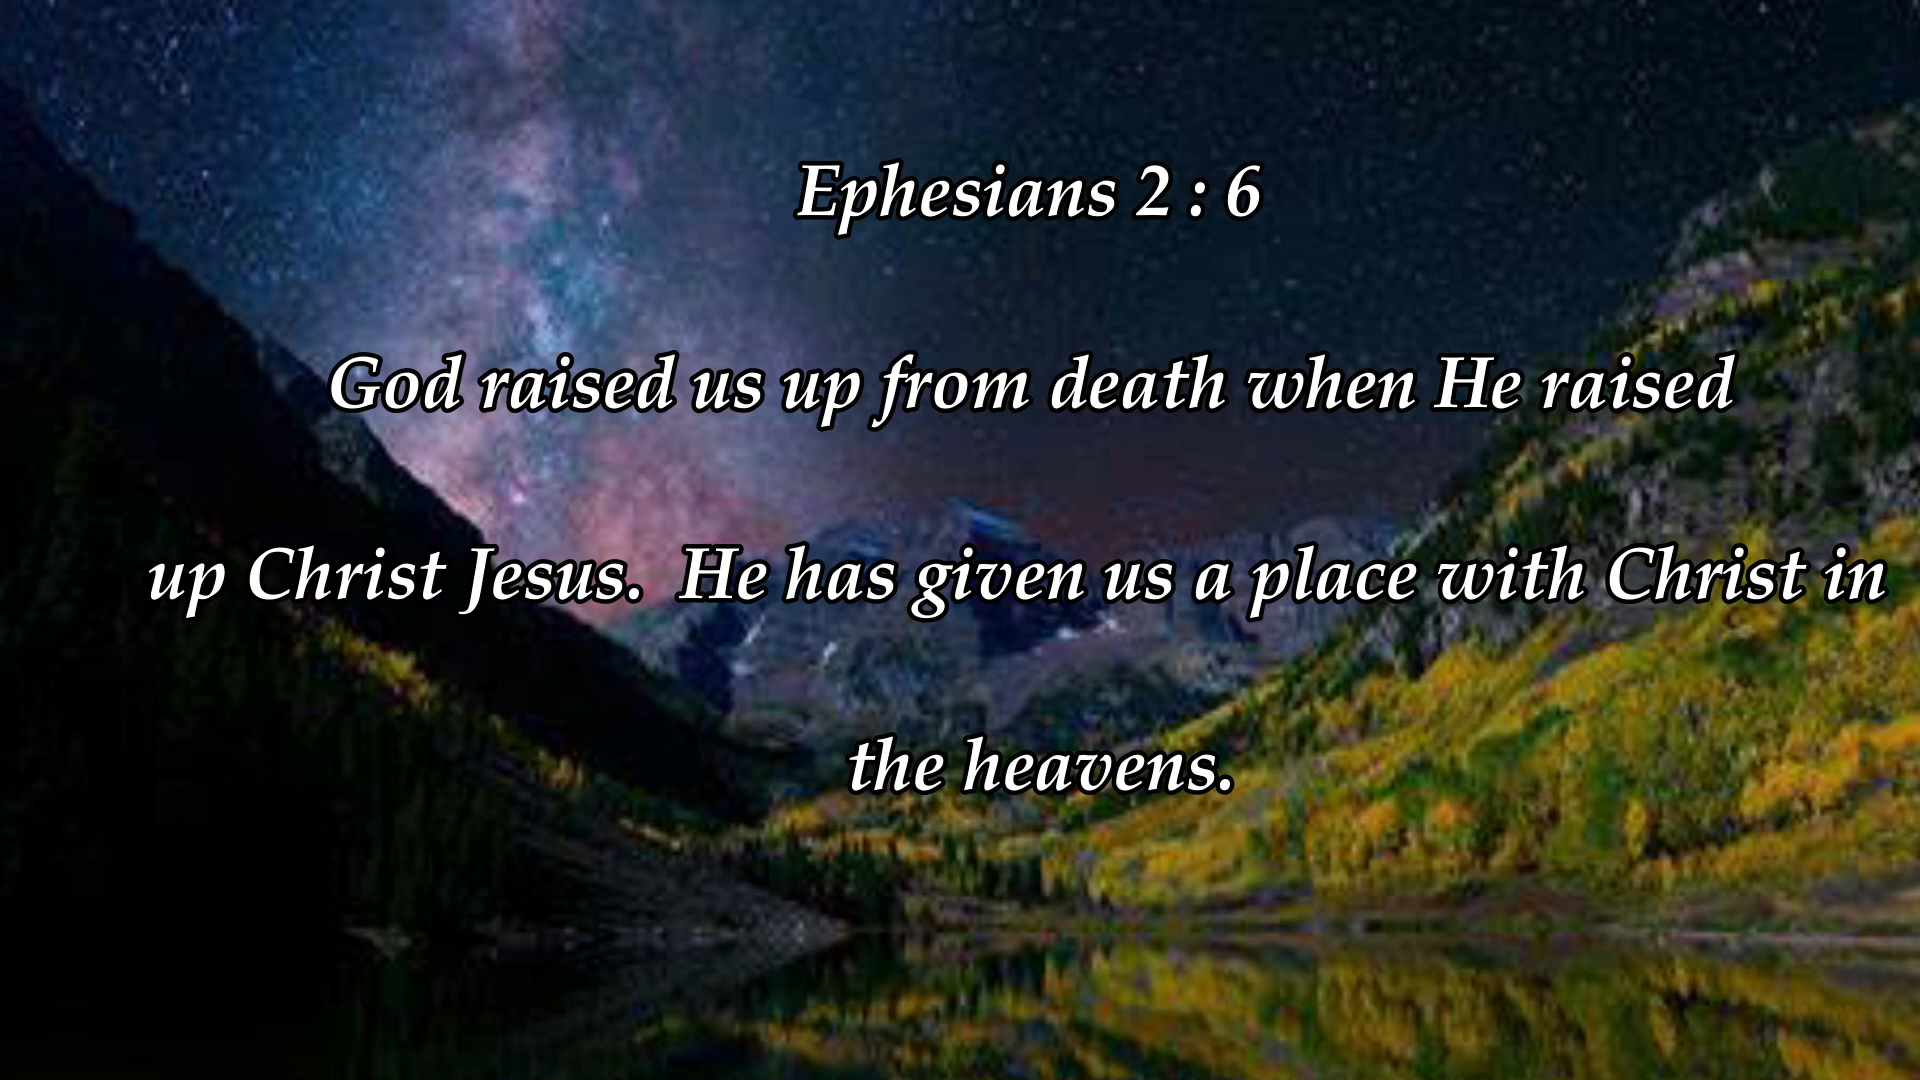 Ephesians 2 : 6
God raised us up from death when He raised
up Christ Jesus.  He has given us a place with Christ in
the heavens.